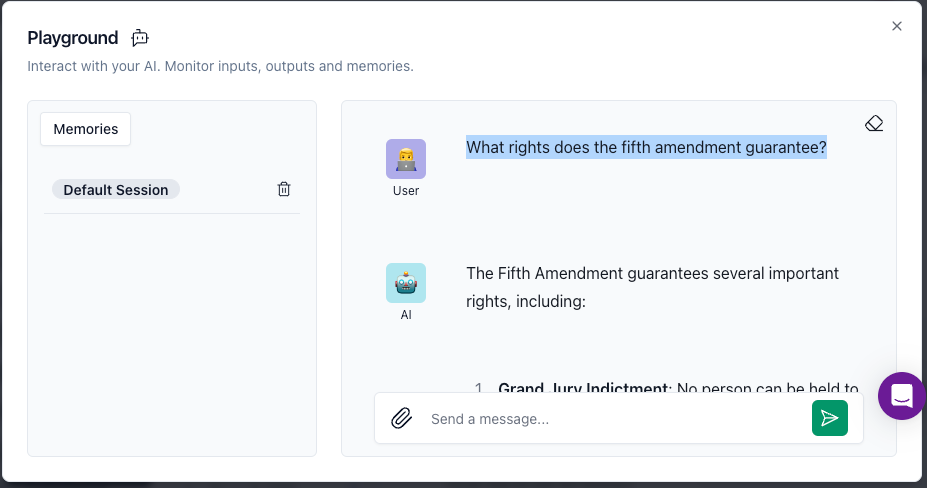 Playground
Interact with your AI. Monitor inputs, outputs and memories.
Memories
Default Session
What rights does the fifth amendment guarantee?
User
The Fifth Amendment guarantees several important
rights, including:
AI
1. Grand Jury Indictment: No person can be held to
Send a message...